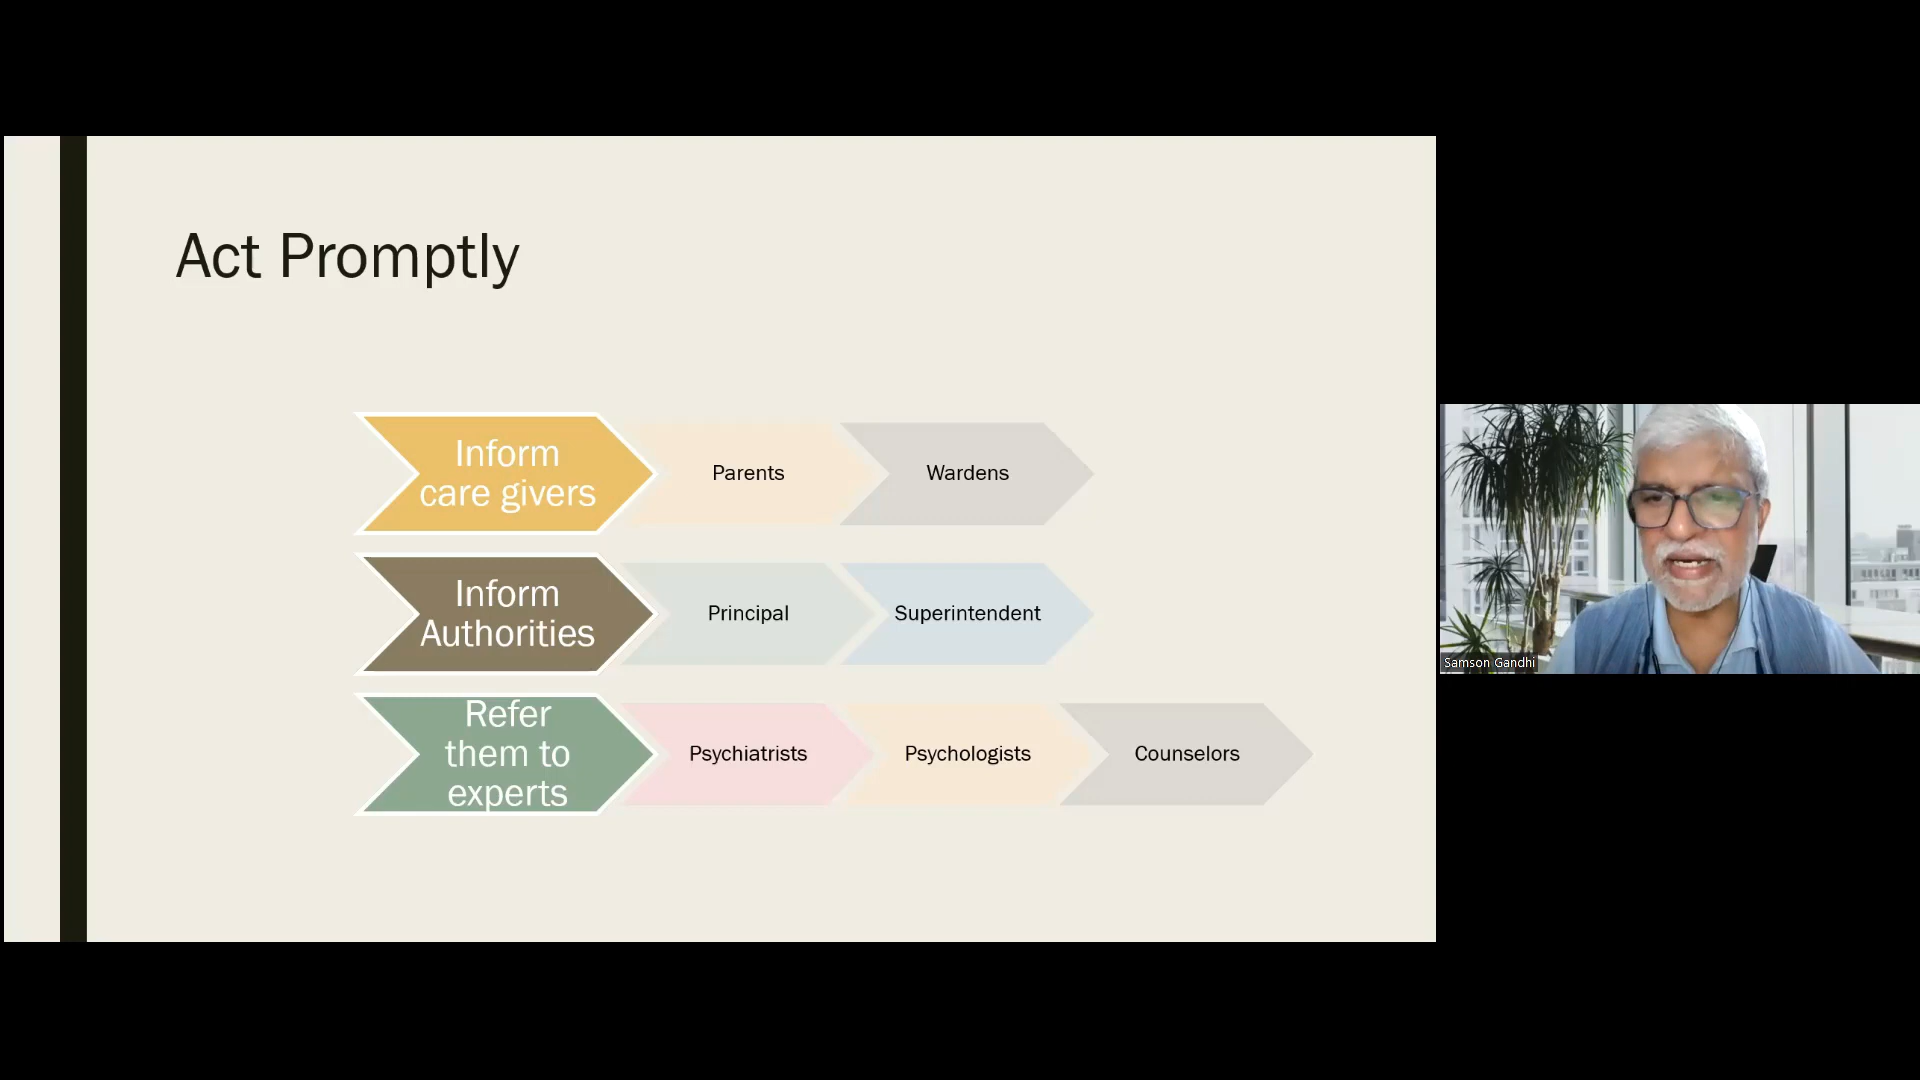 Act Promptly
Inform
care givers
Parents
Wardens
Inform
Authorities
Principal
Superintendent
Refer
them to
experts
Psychiatrists
Psychologists
Counselors
Samson Gandhi